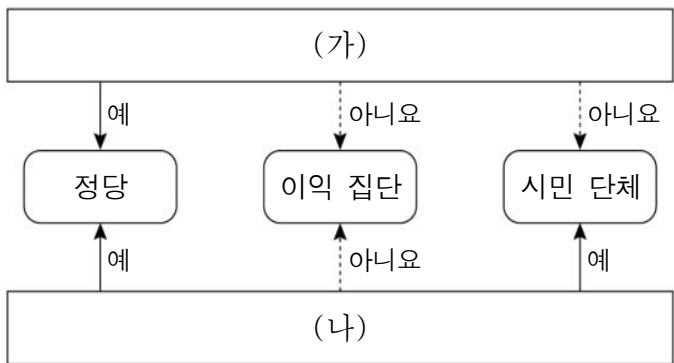 (가)
예 아니요 아니요
정당 이익 집단 시민 단체
예 아니요 예
(나)